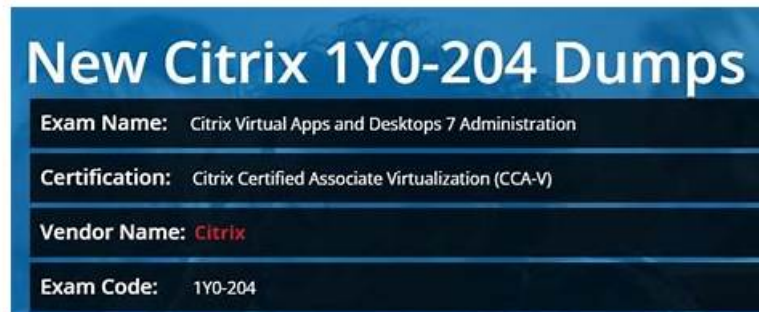 New Citrix 1Y0-204 Dumps
Exam Name: Citrix Virtual Apps and Desktops 7 Administration
Certification: Citrix Certified Associate Virtualization (CCA-V)
Vendor Name: Citrix
Exam Code: 1Y0-204